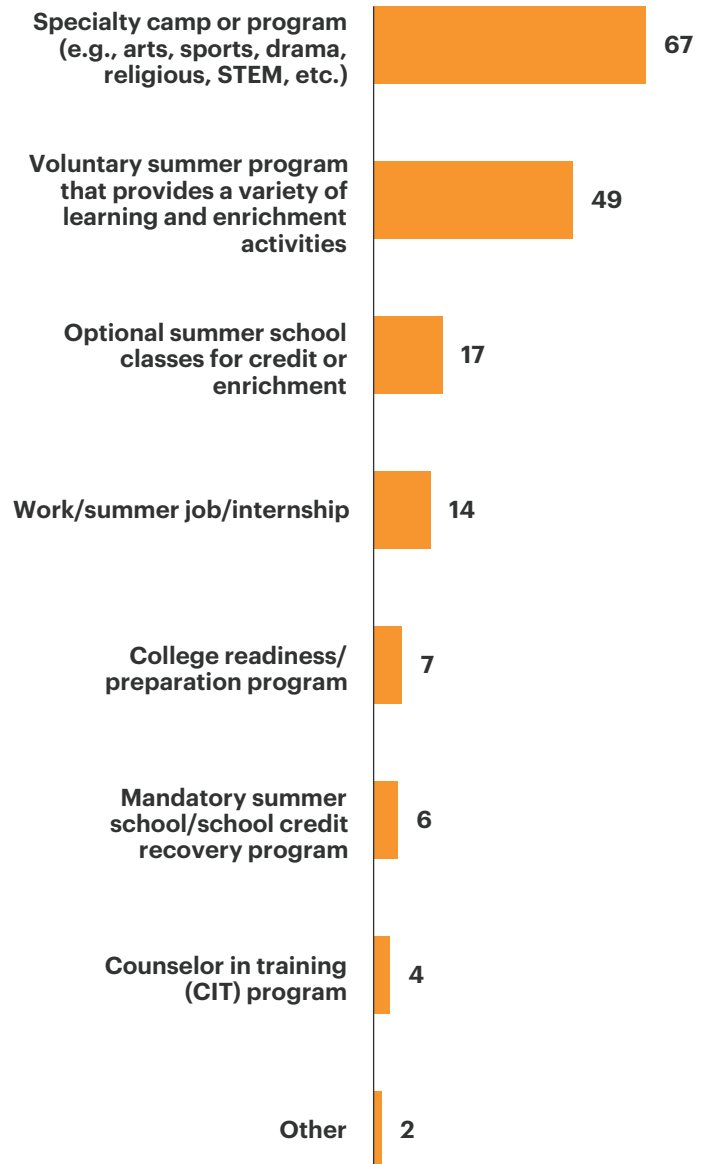 Specialty camp or program
(e.g., arts, sports, drama,
religious, STEM, etc.)
67
Voluntary summer program
that provides a variety of
learning and enrichment
activities
49
Optional summer school
classes for credit or
enrichment
17
Work/summer job/internship
14
College readiness/
preparation program
7
Mandatory summer
school/school credit
recovery program
6
Counselor in training
(CIT) program
4
Other
2